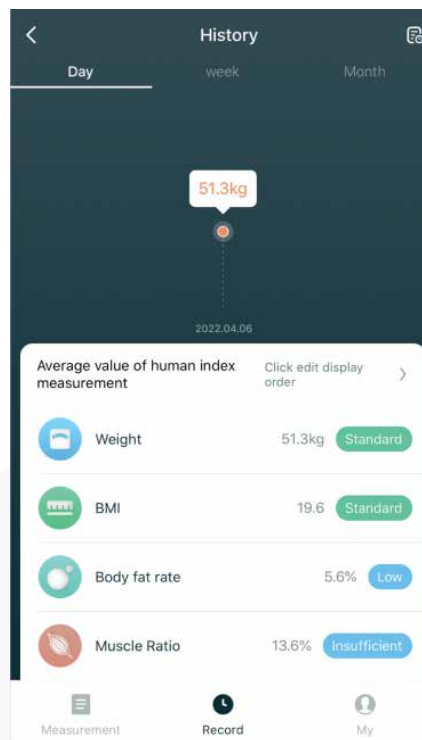 History
Day week Month
51.3kg
2022.04.06
Average value of human index
measurement
Click edit display
order
Weight 51.3kg Standard
BMI 19.6 Standard
Body fat rate 5.6% Low
Muscle Ratio 13.6% Insufficient
Measurement Record My